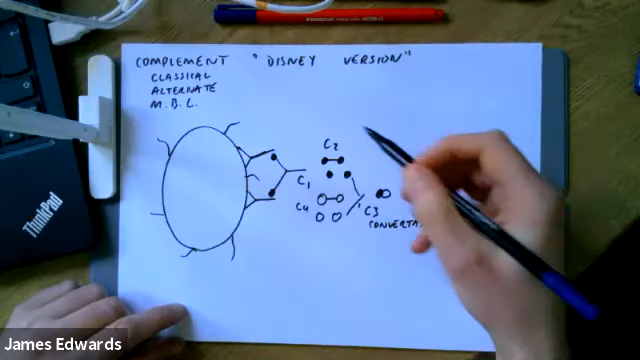 COMPLEMENT "DISNEY VERSION"
CLASSICAL
ALTERNATE
M.B.L.
C2
C1
C4
C3
CONVERTA
ThinkPad
James Edwards